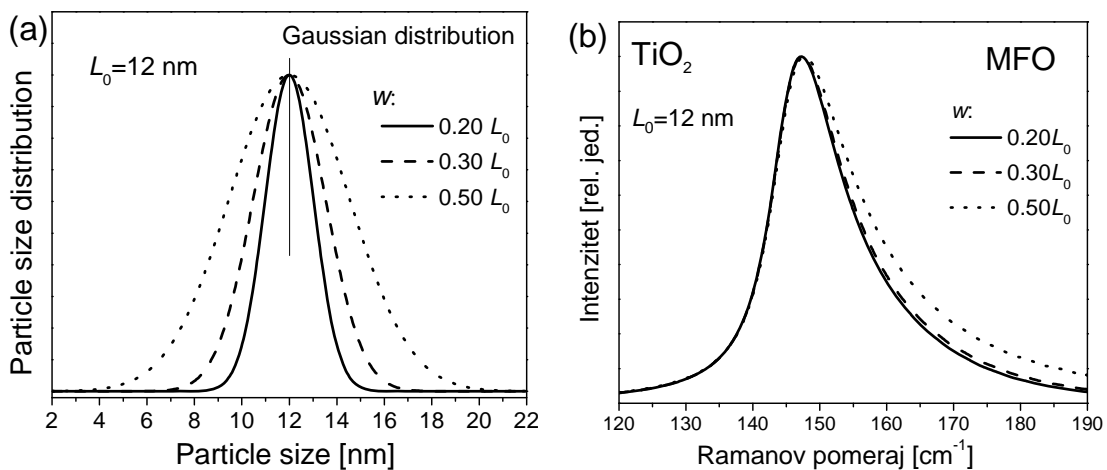 (a)
Gaussian distribution
L₀=12 nm
w:
0.20 L₀
0.30 L₀
0.50 L₀
Particle size distribution
2 4 6 8 10 12 14 16 18 20 22
Particle size [nm]
(b)
TiO₂
MFO
L₀=12 nm
w:
0.20L₀
0.30L₀
0.50L₀
Intenzitet [rel. jed.]
120 130 140 150 160 170 180 190
Ramanov pomeraj [cm⁻¹]